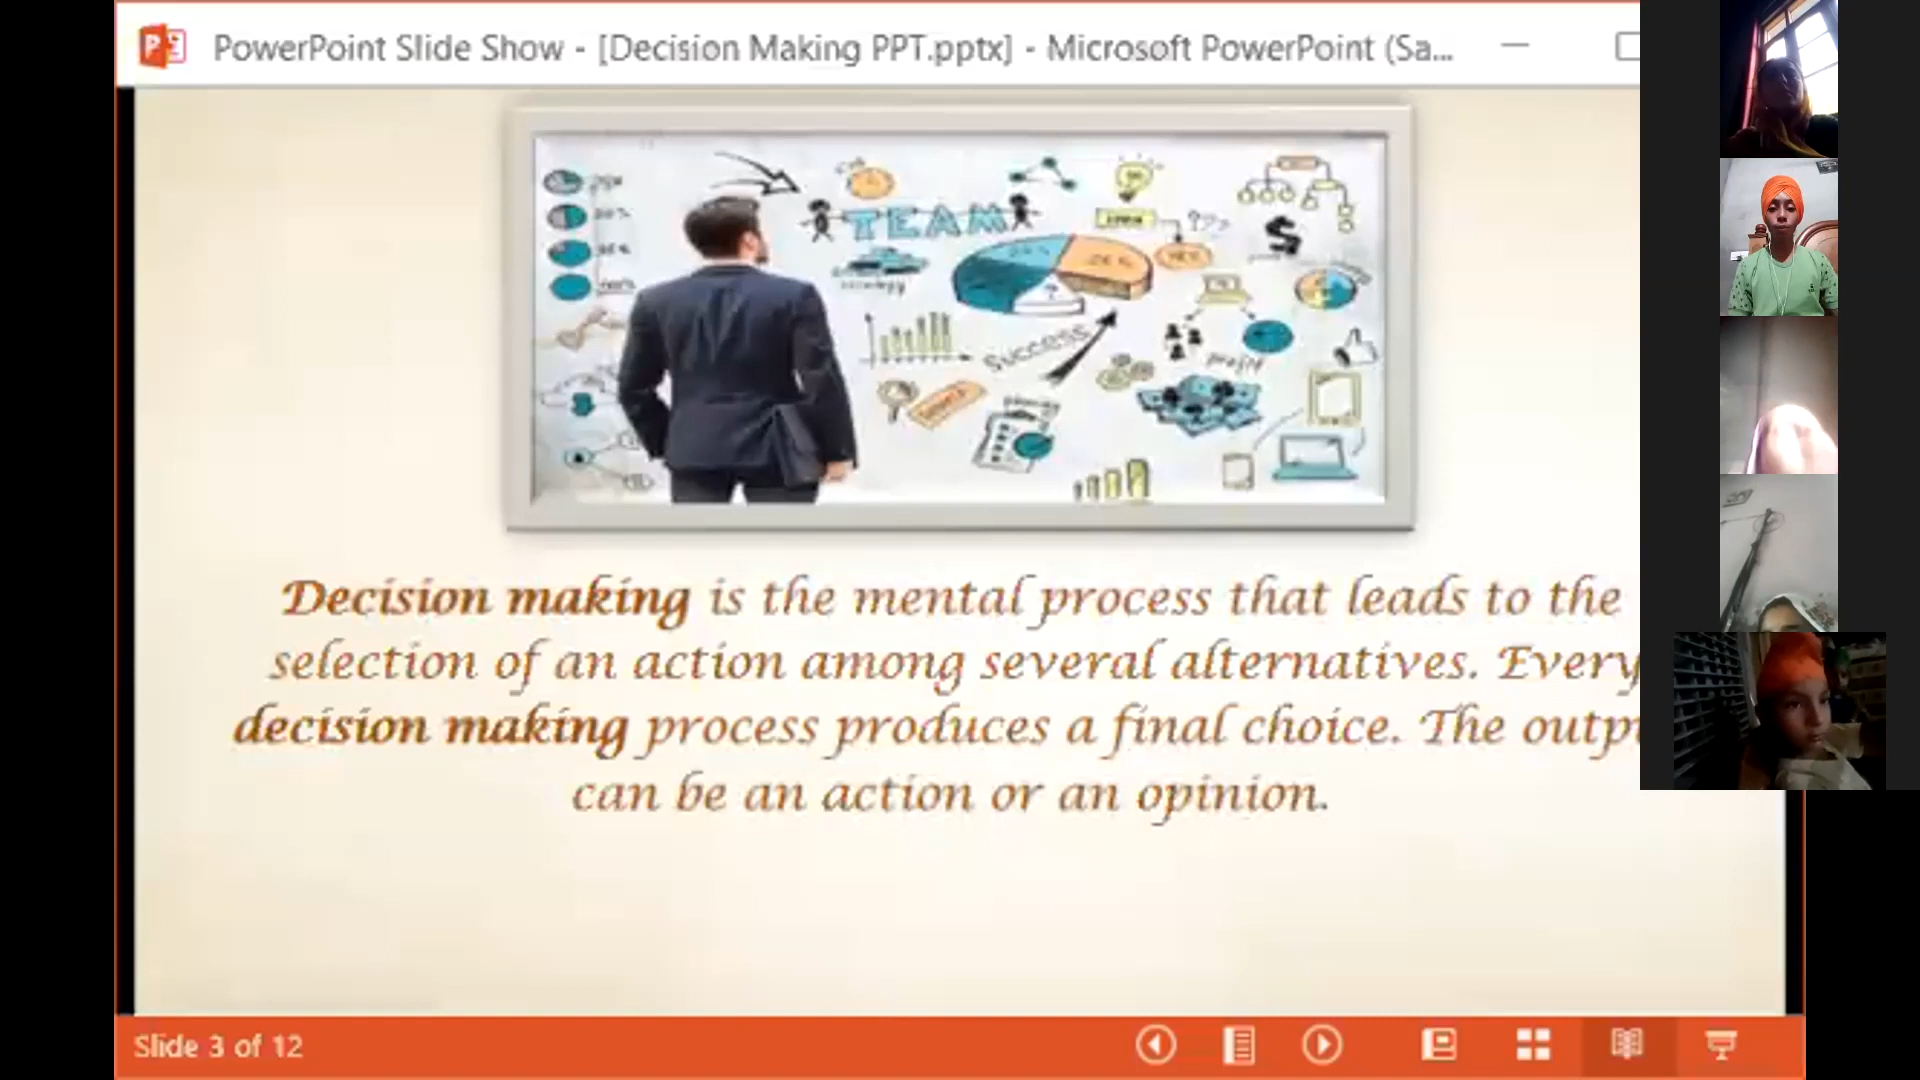 PowerPoint Slide Show - [Decision Making PPT.pptx] - Microsoft PowerPoint (Sa...
TEAM
Success
profit
Decision making is the mental process that leads to the
selection of an action among several alternatives. Every
decision making process produces a final choice. The outp
can be an action or an opinion.
Slide 3 of 12